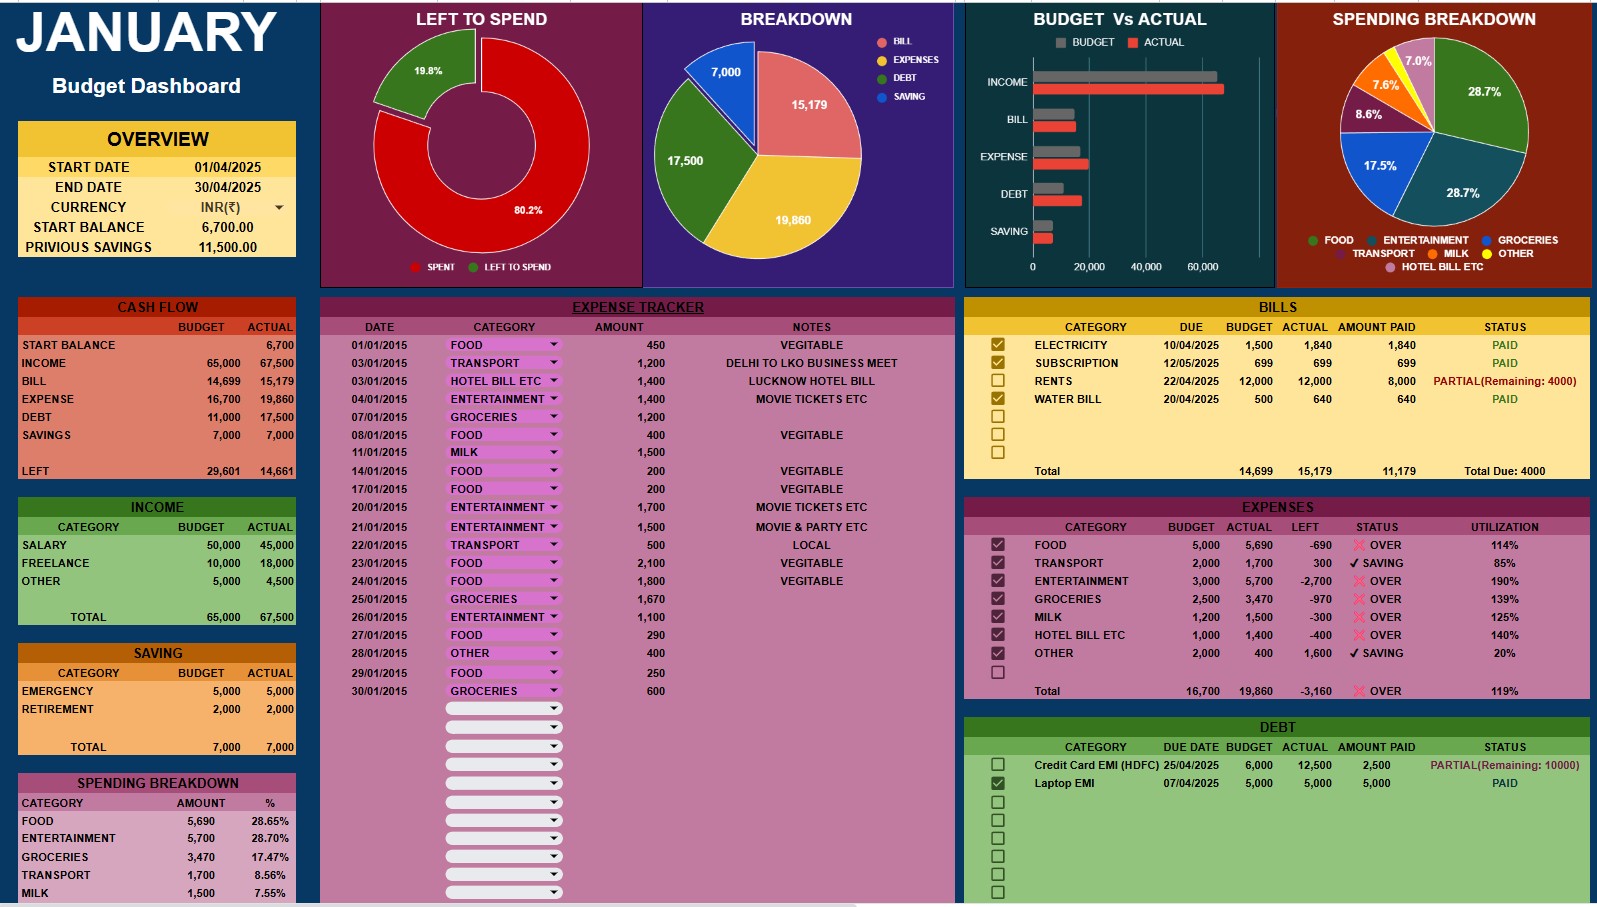 JANUARY
Budget Dashboard
OVERVIEW
START DATE 01/04/2025
END DATE 30/04/2025
CURRENCY INR(₹)
START BALANCE 6,700.00
PRIVIOUS SAVINGS 11,500.00
LEFT TO SPEND
19.8%
80.2%
SPENT LEFT TO SPEND
BREAKDOWN
BILL
EXPENSES
DEBT
SAVING
7,000
15,179
17,500
19,860
BUDGET Vs ACTUAL
BUDGET ACTUAL
INCOME
BILL
EXPENSE
DEBT
SAVING
0 20,000 40,000 60,000
SPENDING BREAKDOWN
7.0%
7.6%
28.7%
8.6%
17.5%
28.7%
FOOD ENTERTAINMENT GROCERIES
TRANSPORT MILK OTHER
HOTEL BILL ETC
CASH FLOW
BUDGET ACTUAL
START BALANCE 6,700
INCOME 65,000 67,500
BILL 14,699 15,179
EXPENSE 16,700 19,860
DEBT 11,000 17,500
SAVINGS 7,000 7,000
LEFT 29,601 14,661
INCOME
CATEGORY BUDGET ACTUAL
SALARY 50,000 45,000
FREELANCE 10,000 18,000
OTHER 5,000 4,500
TOTAL 65,000 67,500
SAVING
CATEGORY BUDGET ACTUAL
EMERGENCY 5,000 5,000
RETIREMENT 2,000 2,000
TOTAL 7,000 7,000
SPENDING BREAKDOWN
CATEGORY AMOUNT %
FOOD 5,690 28.65%
ENTERTAINMENT 5,700 28.70%
GROCERIES 3,470 17.47%
TRANSPORT 1,700 8.56%
MILK 1,500 7.55%
EXPENSE TRACKER
DATE CATEGORY AMOUNT NOTES
01/01/2015 FOOD 450 VEGITABLE
03/01/2015 TRANSPORT 1,200 DELHI TO LKO BUSINESS MEET
03/01/2015 HOTEL BILL ETC 1,400 LUCKNOW HOTEL BILL
04/01/2015 ENTERTAINMENT 1,400 MOVIE TICKETS ETC
07/01/2015 GROCERIES 1,200
08/01/2015 FOOD 400 VEGITABLE
11/01/2015 MILK 1,500
14/01/2015 FOOD 200 VEGITABLE
17/01/2015 FOOD 200 VEGITABLE
20/01/2015 ENTERTAINMENT 1,700 MOVIE TICKETS ETC
21/01/2015 ENTERTAINMENT 1,500 MOVIE & PARTY ETC
22/01/2015 TRANSPORT 500 LOCAL
23/01/2015 FOOD 2,100 VEGITABLE
24/01/2015 FOOD 1,800 VEGITABLE
25/01/2015 GROCERIES 1,670
26/01/2015 ENTERTAINMENT 1,100
27/01/2015 FOOD 290
28/01/2015 OTHER 400
29/01/2015 FOOD 250
30/01/2015 GROCERIES 600
BILLS
CATEGORY DUE BUDGET ACTUAL AMOUNT PAID STATUS
ELECTRICITY 10/04/2025 1,500 1,840 1,840 PAID
SUBSCRIPTION 12/05/2025 699 699 699 PAID
RENTS 22/04/2025 12,000 12,000 8,000 PARTIAL(Remaining: 4000)
WATER BILL 20/04/2025 500 640 640 PAID
Total 14,699 15,179 11,179 Total Due: 4000
EXPENSES
CATEGORY BUDGET ACTUAL LEFT STATUS UTILIZATION
FOOD 5,000 5,690 -690 ❌ OVER 114%
TRANSPORT 2,000 1,700 300 ✔ SAVING 85%
ENTERTAINMENT 3,000 5,700 -2,700 ❌ OVER 190%
GROCERIES 2,500 3,470 -970 ❌ OVER 139%
MILK 1,200 1,500 -300 ❌ OVER 125%
HOTEL BILL ETC 1,000 1,400 -400 ❌ OVER 140%
OTHER 2,000 400 1,600 ✔ SAVING 20%
Total 16,700 19,860 -3,160 ❌ OVER 119%
DEBT
CATEGORY DUE DATE BUDGET ACTUAL AMOUNT PAID STATUS
Credit Card EMI (HDFC) 25/04/2025 6,000 12,500 2,500 PARTIAL(Remaining: 10000)
Laptop EMI 07/04/2025 5,000 5,000 5,000 PAID